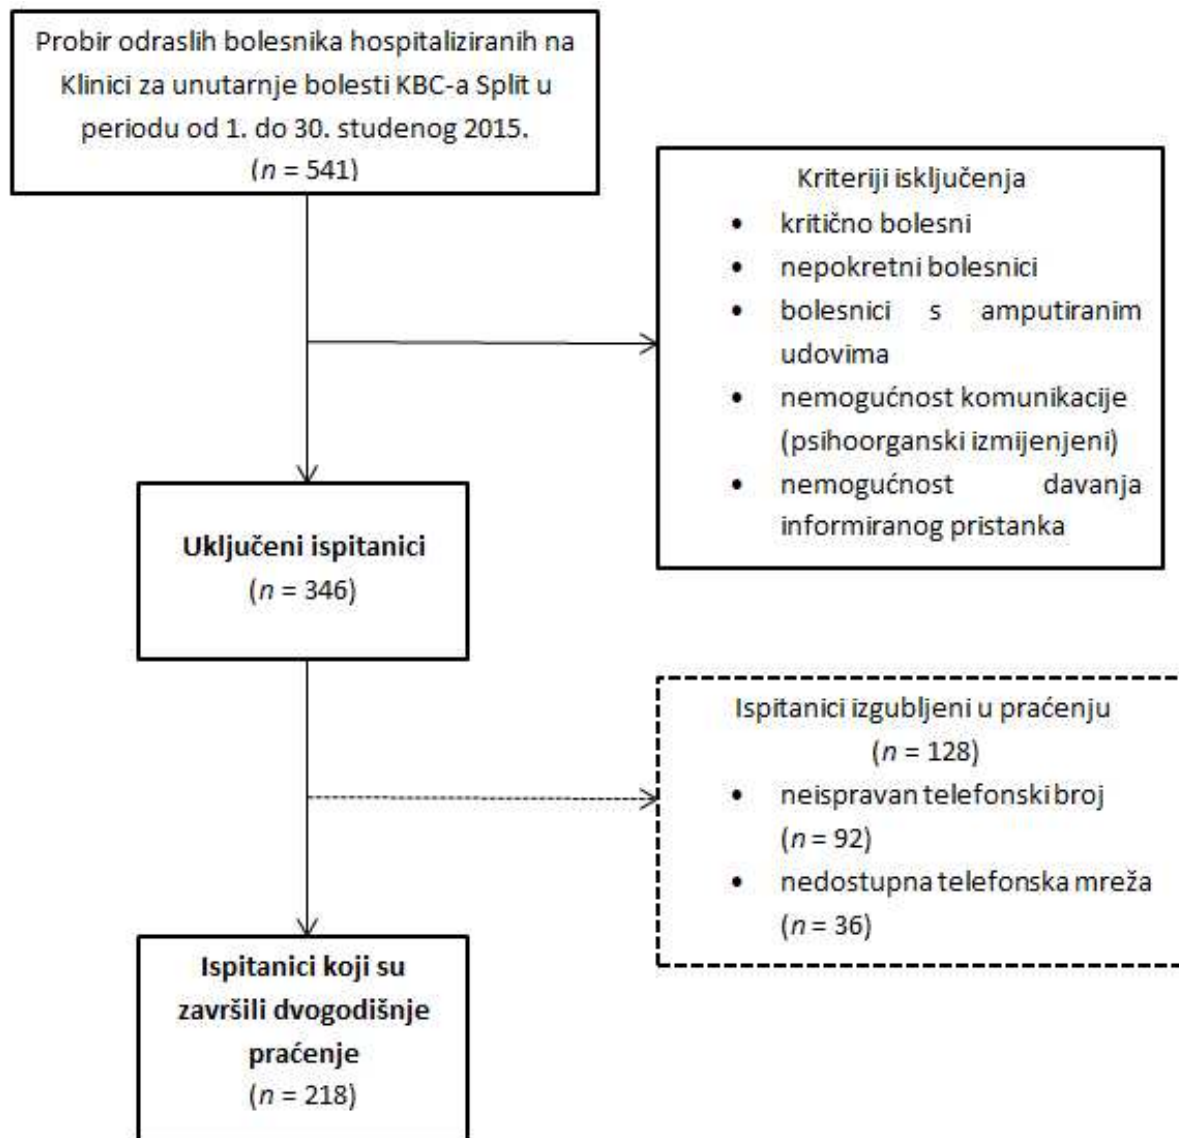 Probir odraslih bolesnika hospitaliziranih na
Klinici za unutarnje bolesti KBC-a Split u
periodu od 1. do 30. studenog 2015.
(n = 541)
Kriteriji isključenja
• kritično bolesni
• nepokretni bolesnici
• bolesnici s amputiranim
udovima
• nemogućnost komunikacije
(psihoorganski izmijenjeni)
• nemogućnost davanja
informiranog pristanka
Uključeni ispitanici
(n = 346)
Ispitanici izgubljeni u praćenju
(n = 128)
• neispravan telefonski broj
(n = 92)
• nedostupna telefonska mreža
(n = 36)
Ispitanici koji su
završili dvogodišnje
praćenje
(n = 218)